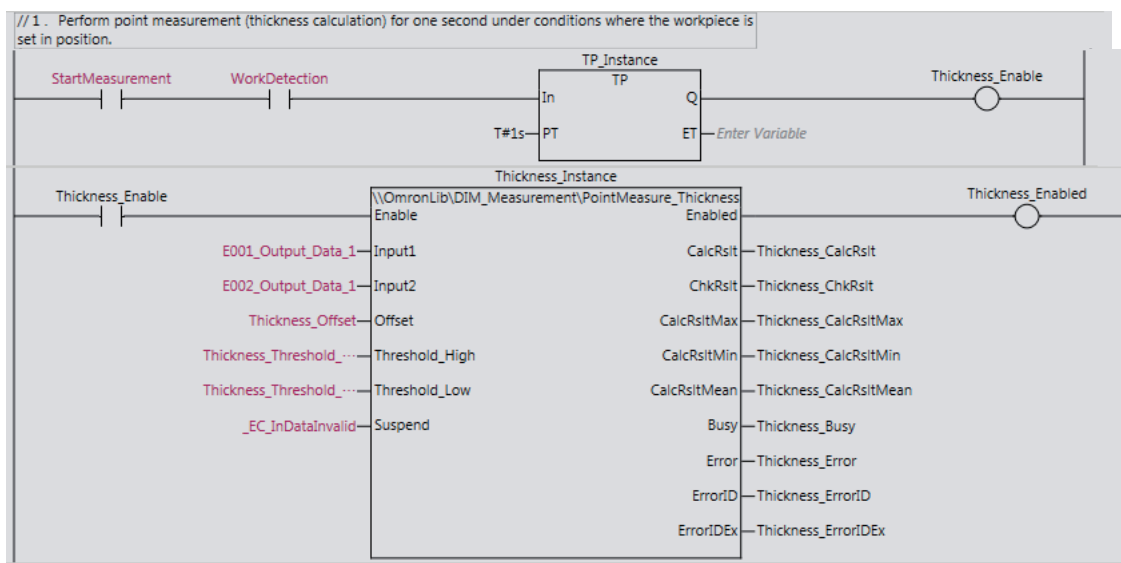 //１． Perform point measurement (thickness calculation) for one second under conditions where the workpiece is
set in position.
TP_Instance
StartMeasurement WorkDetection TP Thickness_Enable
In Q
T#1s PT ET Enter Variable
Thickness_Instance
Thickness_Enable \\OmronLib\DIM_Measurement\PointMeasure_Thickness Thickness_Enabled
Enable Enabled
E001_Output_Data_1 Input1 CalcRslt Thickness_CalcRslt
E002_Output_Data_1 Input2 ChkRslt Thickness_ChkRslt
Thickness_Offset Offset CalcRsltMax Thickness_CalcRsltMax
Thickness_Threshold_··· Threshold_High CalcRsltMin Thickness_CalcRsltMin
Thickness_Threshold_··· Threshold_Low CalcRsltMean Thickness_CalcRsltMean
_EC_InDataInvalid Suspend Busy Thickness_Busy
Error Thickness_Error
ErrorID Thickness_ErrorID
ErrorIDEx Thickness_ErrorIDEx